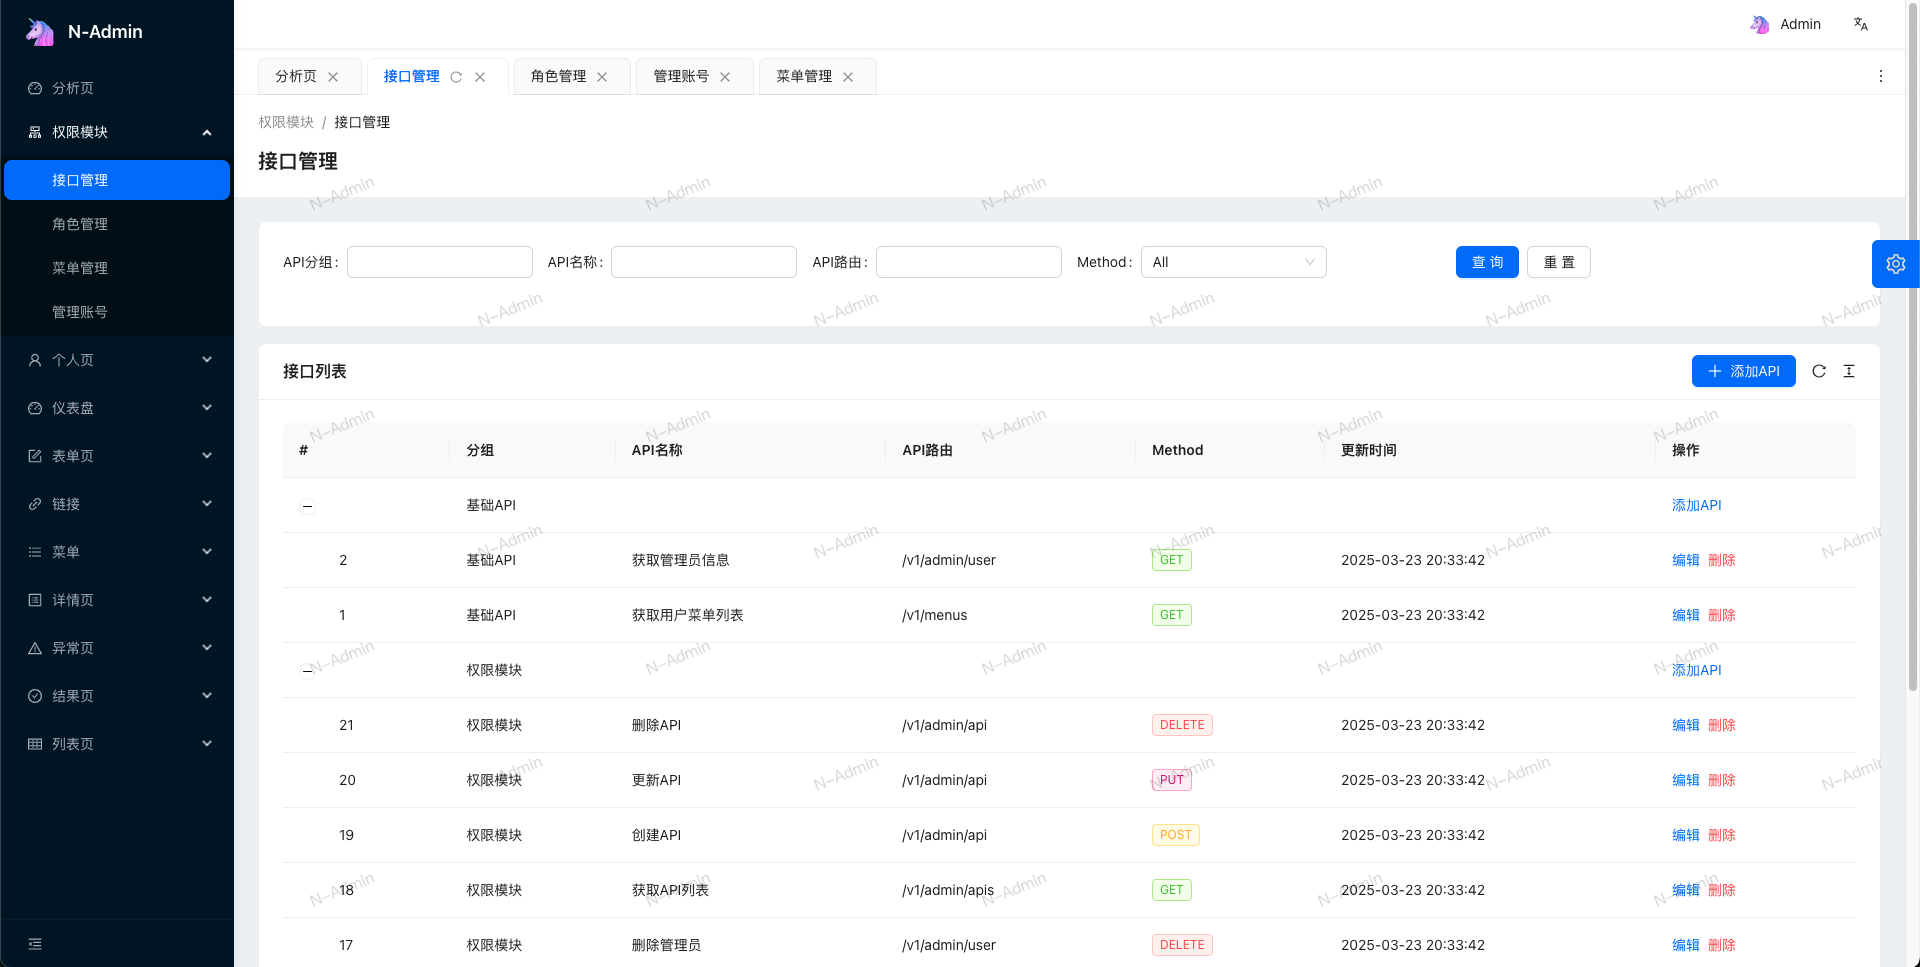 N-Admin
Admin
分析页
权限模块
接口管理
角色管理
菜单管理
管理账号
个人页
仪表盘
表单页
链接
菜单
详情页
异常页
结果页
列表页
分析页 接口管理 角色管理 管理账号 菜单管理
权限模块 / 接口管理
接口管理
API分组: API名称: API路由: Method: All 查 询 重 置
接口列表 添加API
# 分组 API名称 API路由 Method 更新时间 操作
基础API 添加API
2 基础API 获取管理员信息 /v1/admin/user GET 2025-03-23 20:33:42 编辑 删除
1 基础API 获取用户菜单列表 /v1/menus GET 2025-03-23 20:33:42 编辑 删除
权限模块 添加API
21 权限模块 删除API /v1/admin/api DELETE 2025-03-23 20:33:42 编辑 删除
20 权限模块 更新API /v1/admin/api PUT 2025-03-23 20:33:42 编辑 删除
19 权限模块 创建API /v1/admin/api POST 2025-03-23 20:33:42 编辑 删除
18 权限模块 获取API列表 /v1/admin/apis GET 2025-03-23 20:33:42 编辑 删除
17 权限模块 删除管理员 /v1/admin/user DELETE 2025-03-23 20:33:42 编辑 删除